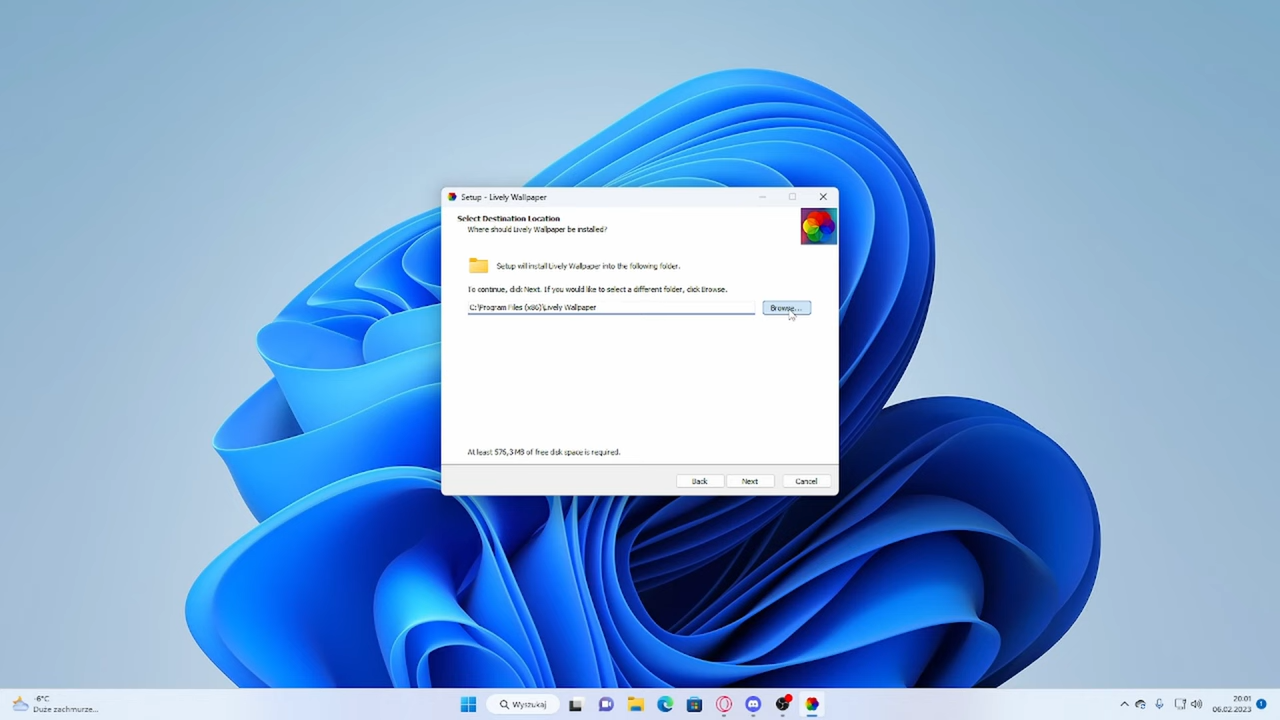 Setup - Lively Wallpaper
Select Destination Location
Where should Lively Wallpaper be installed?
Setup will install Lively Wallpaper into the following folder.
To continue, click Next. If you would like to select a different folder, click Browse.
C:\Program Files (x86)\Lively Wallpaper
Browse...
At least 576,3 MB of free disk space is required.
Back
Next
Cancel
-6°C
Duże zachmurze...
Wyszukaj
20:01
06.02.2023
1